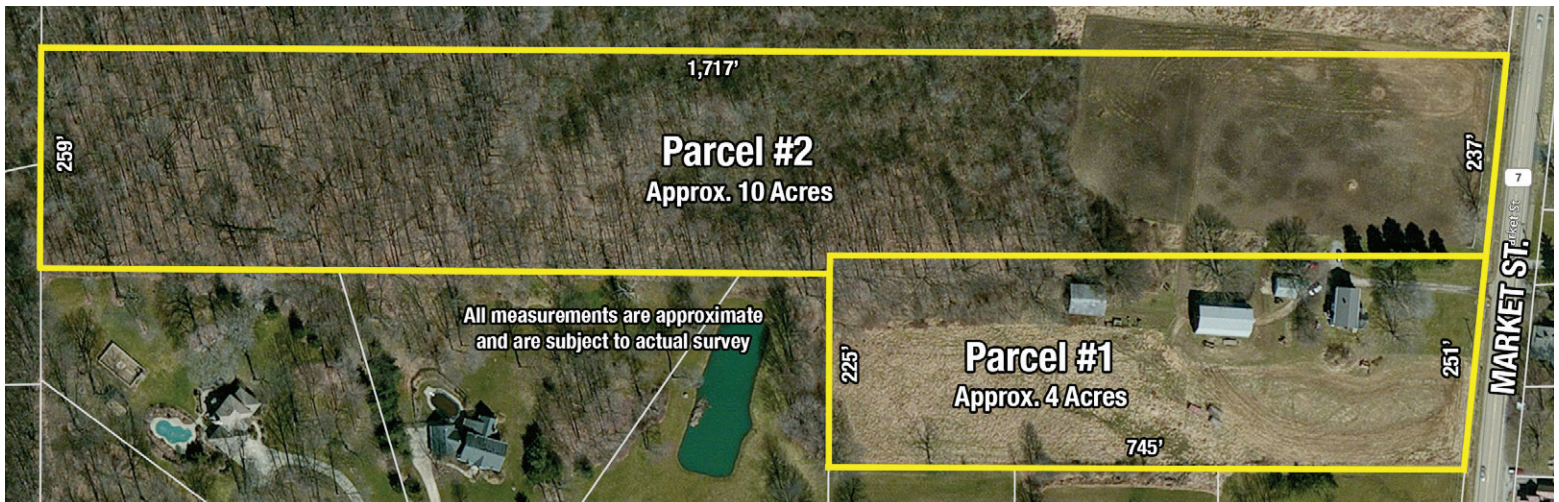 1,717'
259'
Parcel #2
Approx. 10 Acres
237'
7
MARKET ST.
All measurements are approximate
and are subject to actual survey
225'
Parcel #1
Approx. 4 Acres
251'
745'